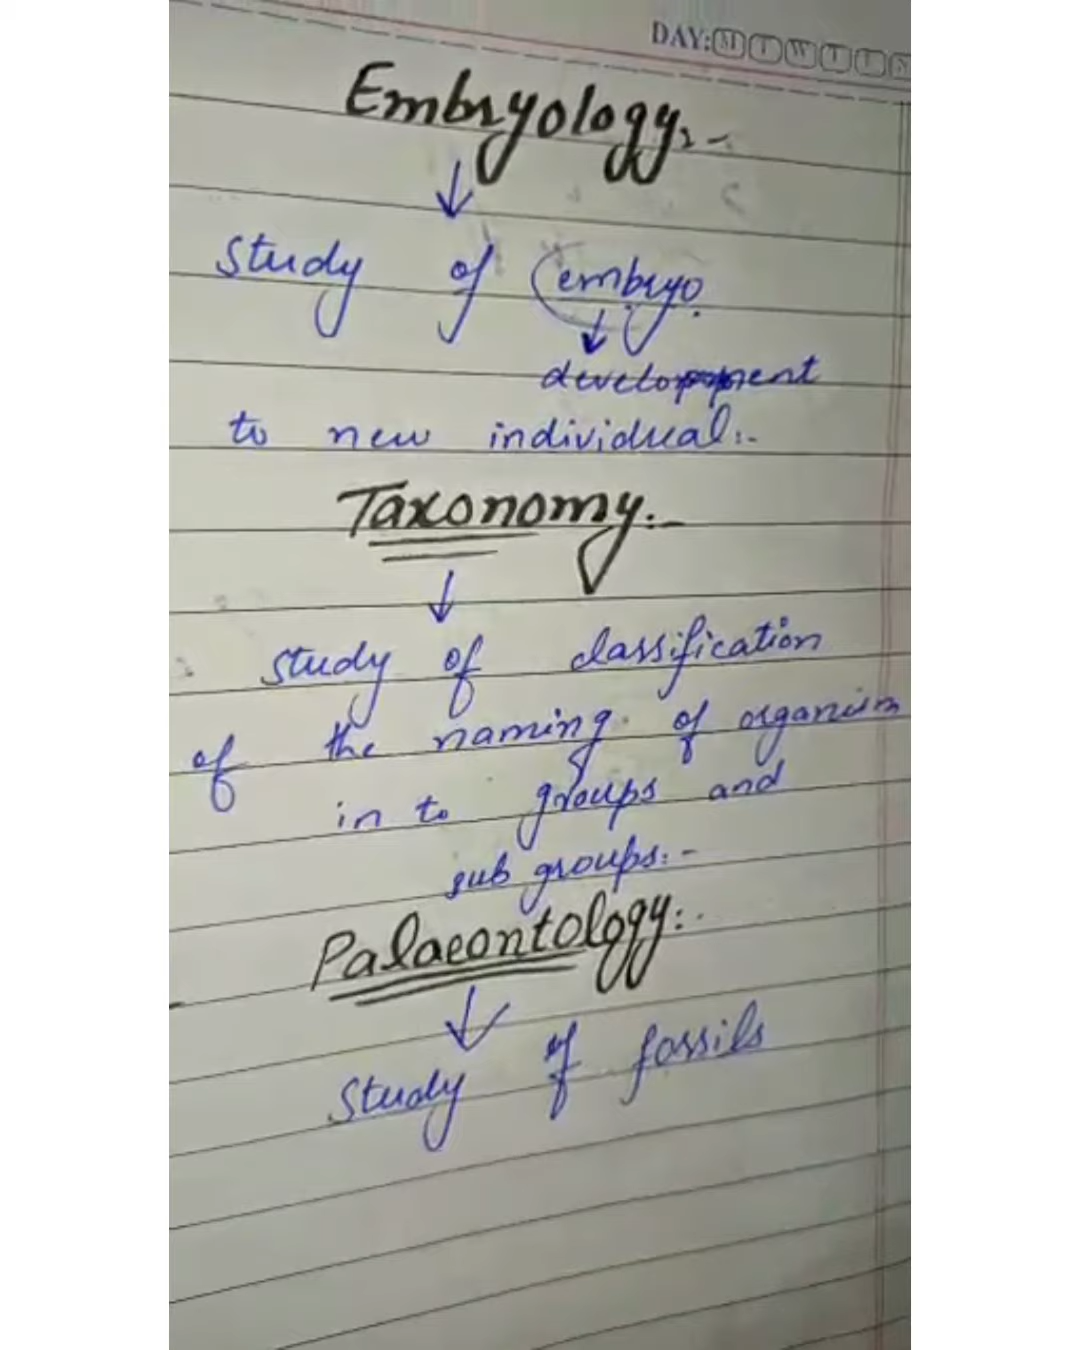 DAY: M T W T F S
Embryology:-
Study of embryo.
development
to new individual:-
Taxonomy:-
study of classification
of the naming of organism
in to groups and
sub groups:-
Palaeontology:-
Study of fossils